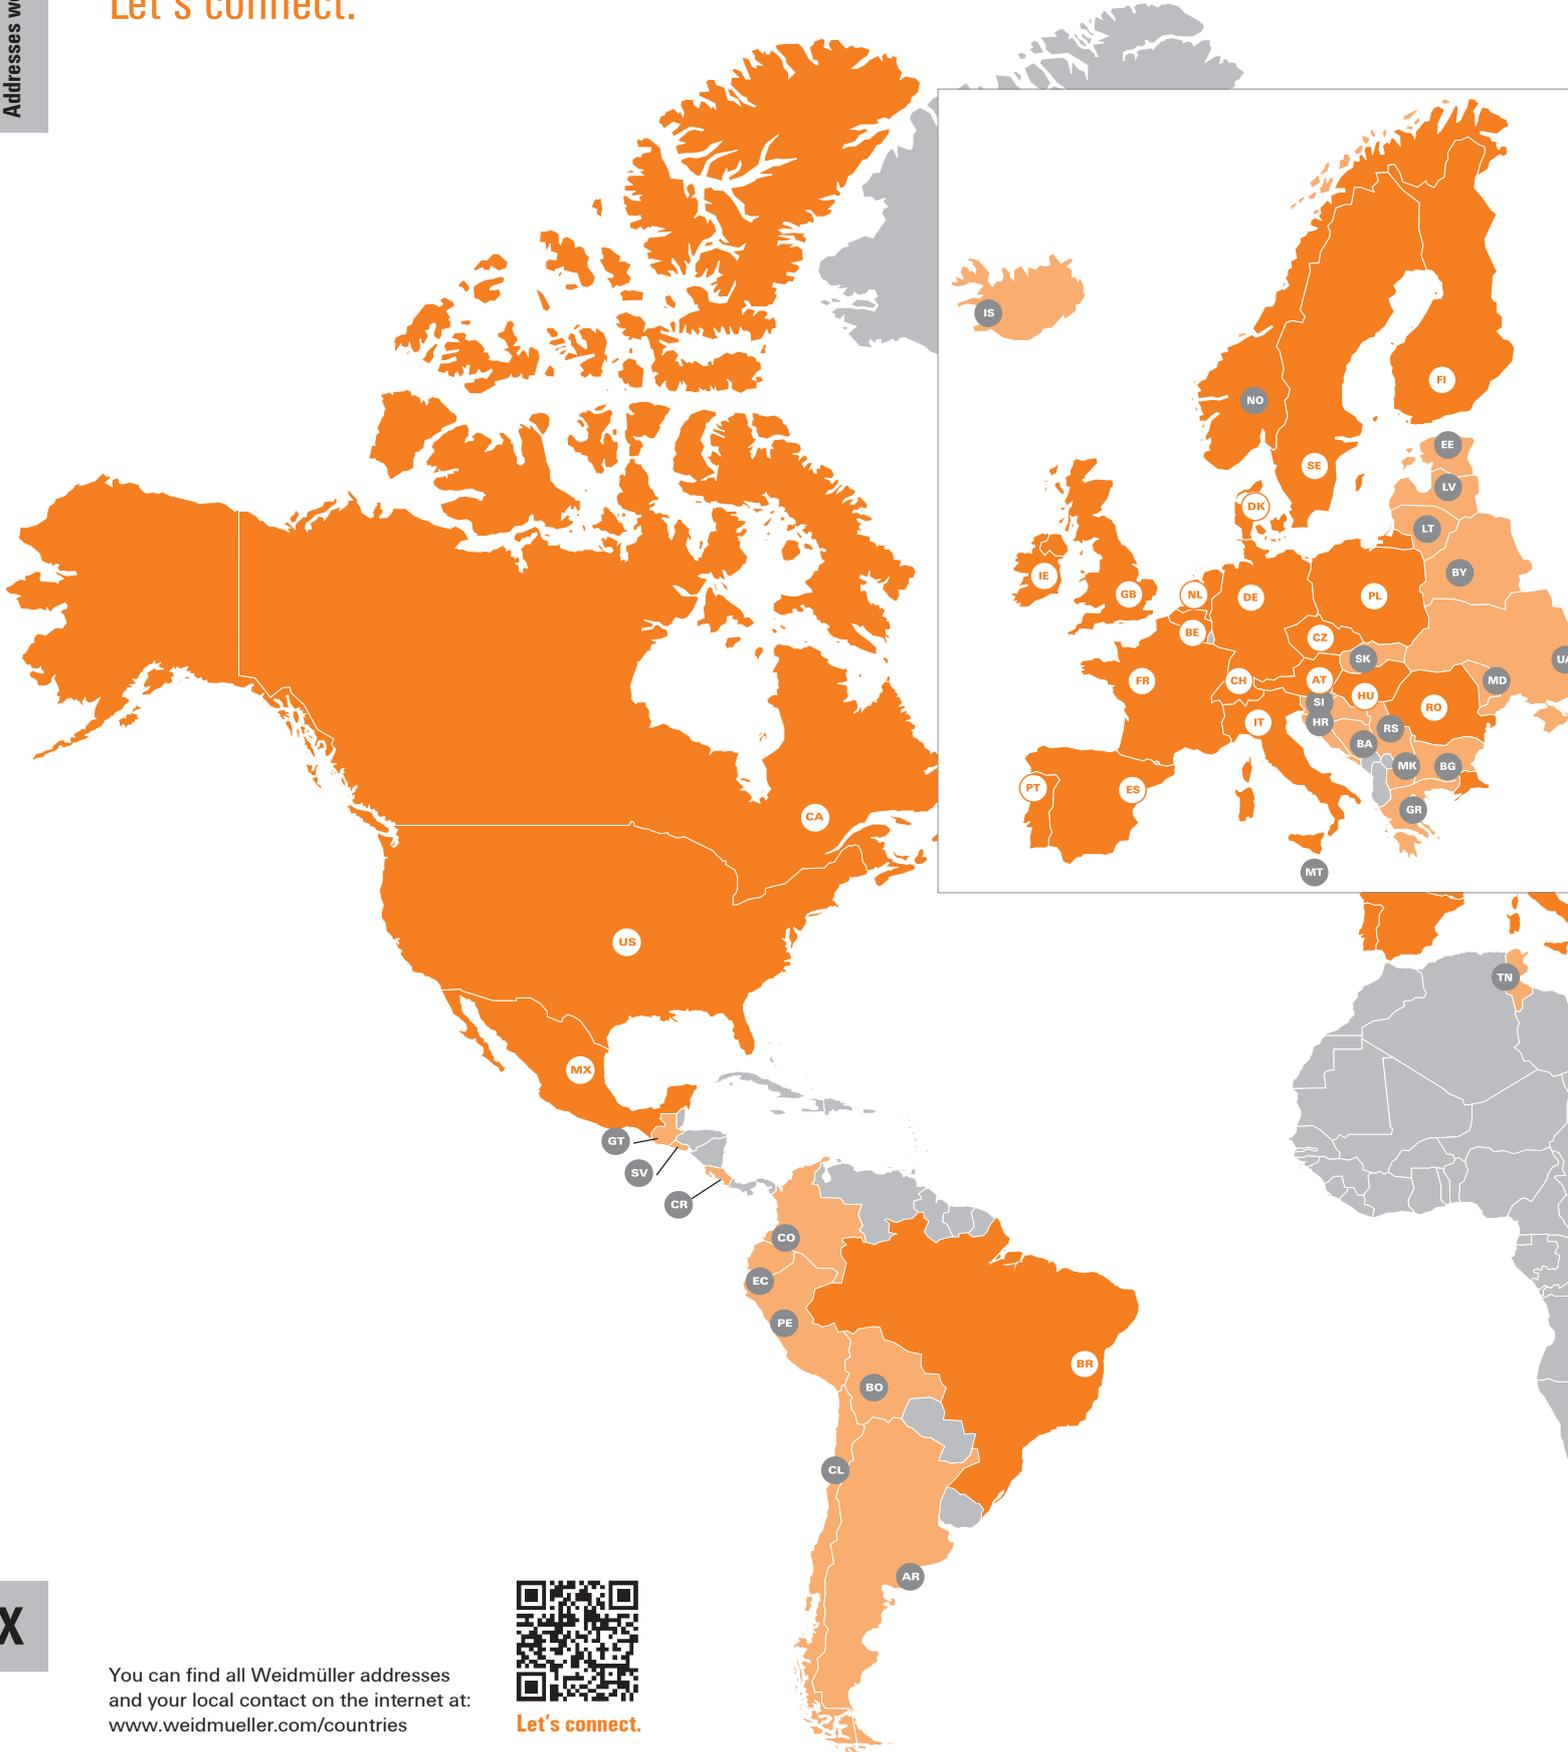 Let's connect.
Addresses wo
IS
NO
FI
SE
EE
LV
LT
DK
BY
IE
GB
NL
DE
PL
BE
CZ
SK
UA
FR
CH
AT
MD
HU
SI
RO
HR
IT
RS
BA
MK
BG
PT
ES
GR
CA
MT
US
TN
MX
GT
SV
CR
CO
EC
PE
BR
BO
CL
AR
X
You can find all Weidmüller addresses
and your local contact on the internet at:
www.weidmueller.com/countries
Let's connect.